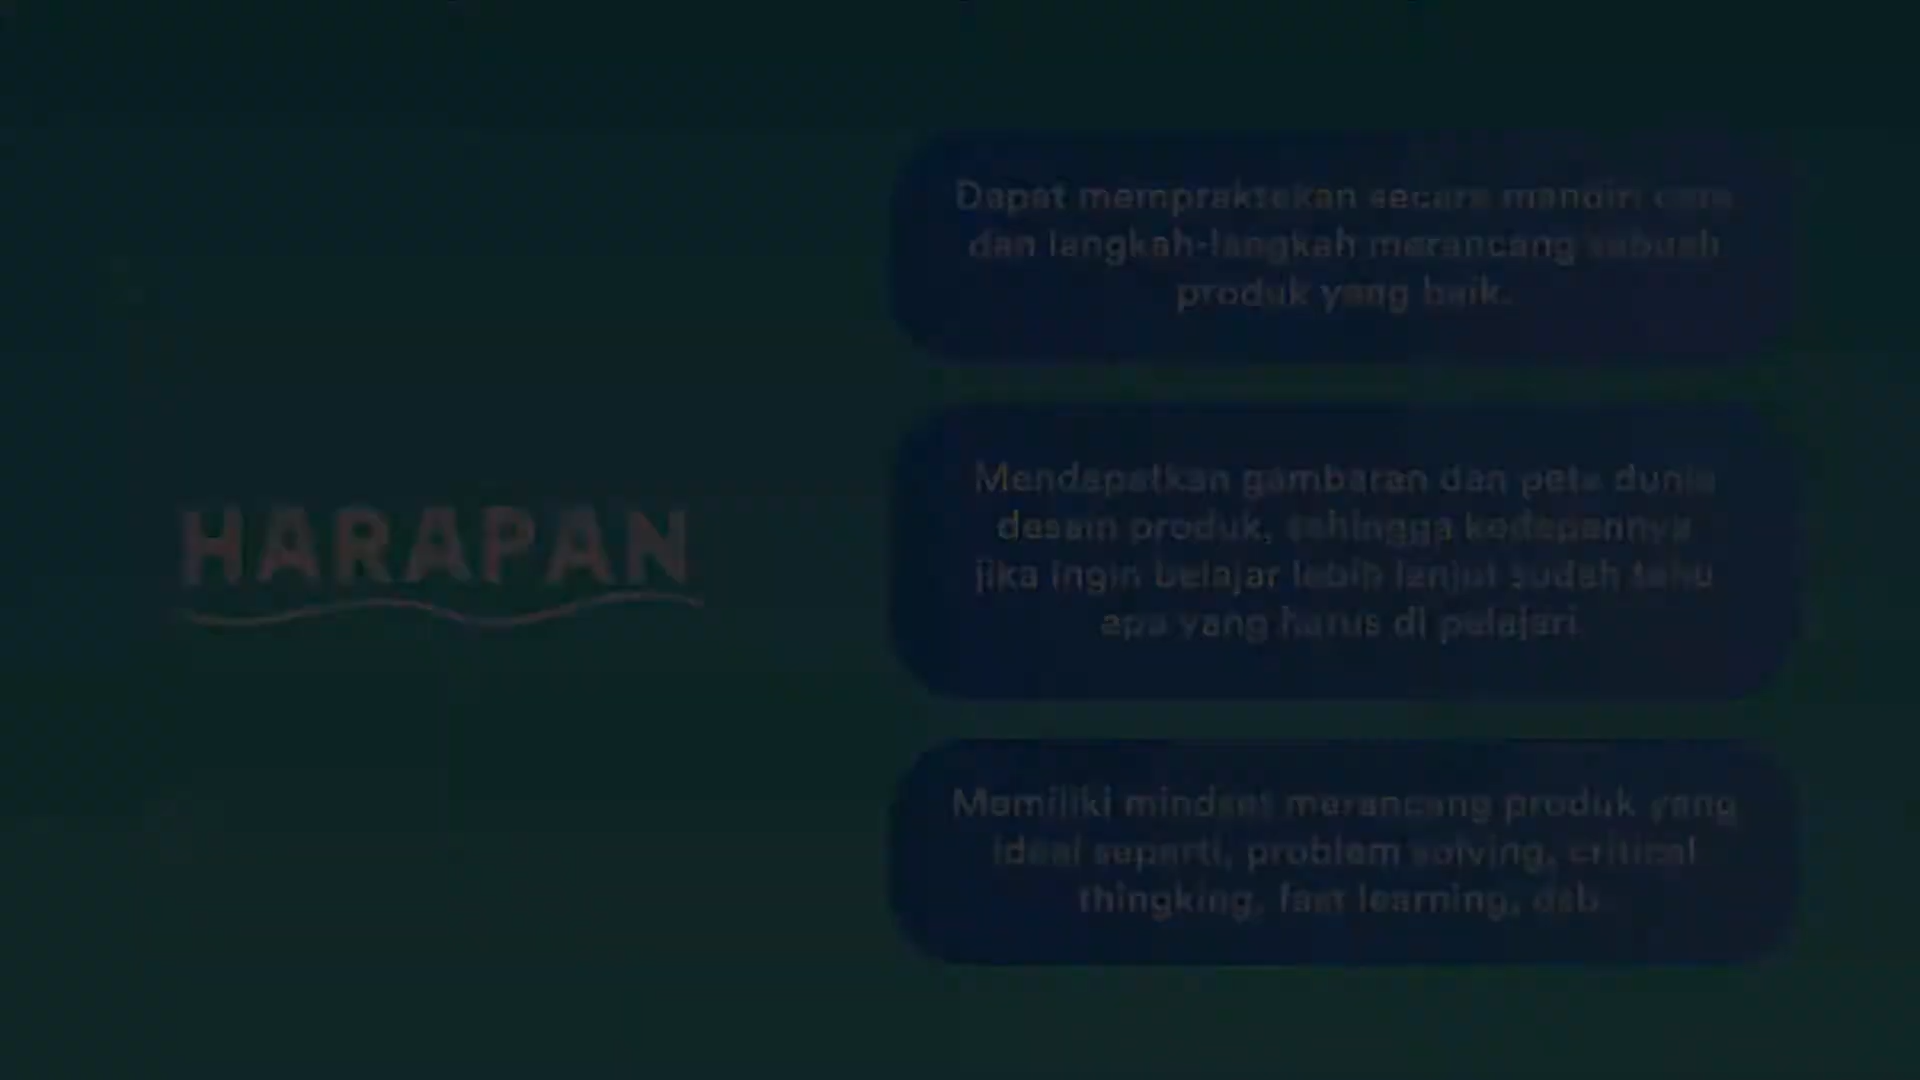 HARAPAN
Dapat mempraktekan secara mandiri cara
dan langkah-langkah merancang sebuah
produk yang baik.
Mendapatkan gambaran dan peta dunia
desain produk, sehingga kedepannya
jika ingin belajar lebih lanjut sudah tahu
apa yang harus di pelajari.
Memiliki mindset merancang produk yang
ideal seperti, problem solving, critical
thingking, fast learning, dsb.